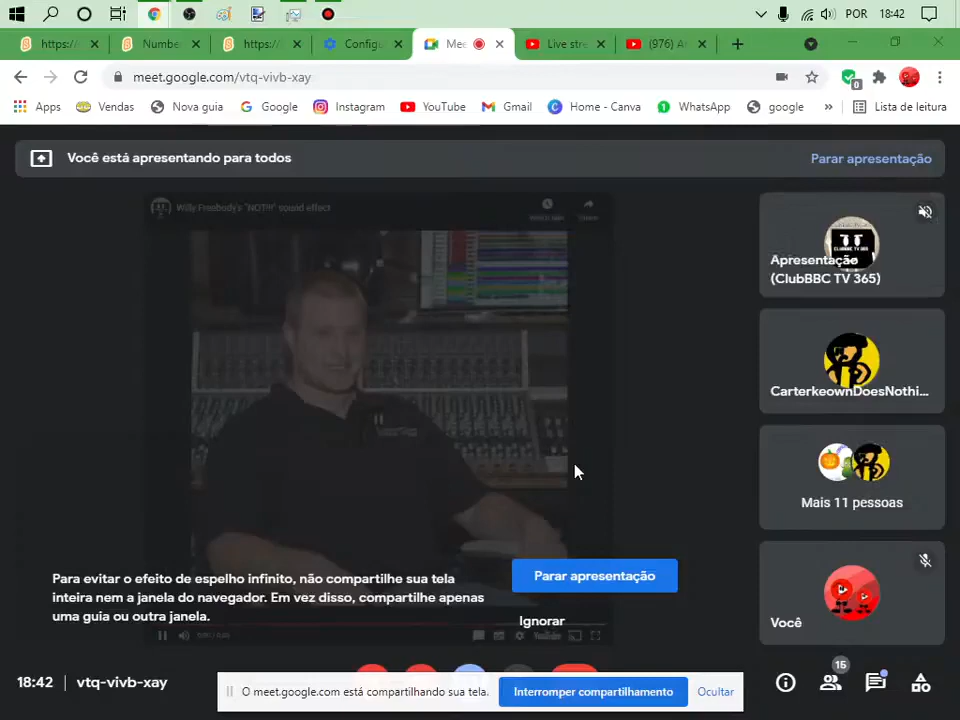 POR 18:42
https://
Numbe
https://
Configu
Mee
Live stre
(976) A
meet.google.com/vtq-vivb-xay
0
Apps Vendas Nova guia Google Instagram YouTube Gmail Home - Canva 1 WhatsApp google » Lista de leitura
Você está apresentando para todos
Parar apresentação
Willy Freebody's "NOT!!!" sound effect
Apresentação
(ClubBBC TV 365)
CarterkeownDoesNothi...
Mais 11 pessoas
Você
Para evitar o efeito de espelho infinito, não compartilhe sua tela
inteira nem a janela do navegador. Em vez disso, compartilhe apenas
uma guia ou outra janela.
Parar apresentação
Ignorar
YouTube
15
18:42 | vtq-vivb-xay
O meet.google.com está compartilhando sua tela.
Interromper compartilhamento
Ocultar